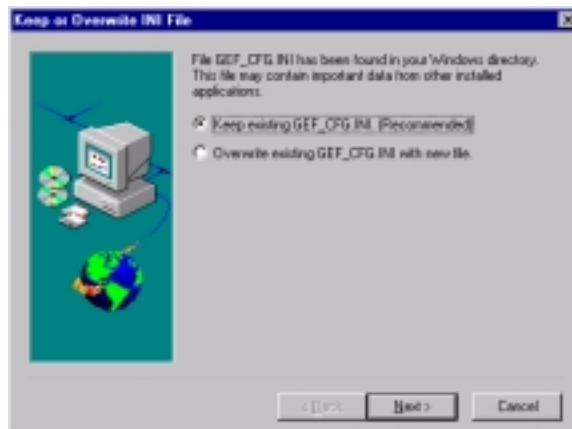 Keep or Overwrite INI File
File GEF_CFG.INI has been found in your Windows directory.
This file may contain important data from other installed
applications.
Keep existing GEF_CFG.INI. (Recommended)
Overwrite existing GEF_CFG.INI with new file.
< Back
Next >
Cancel